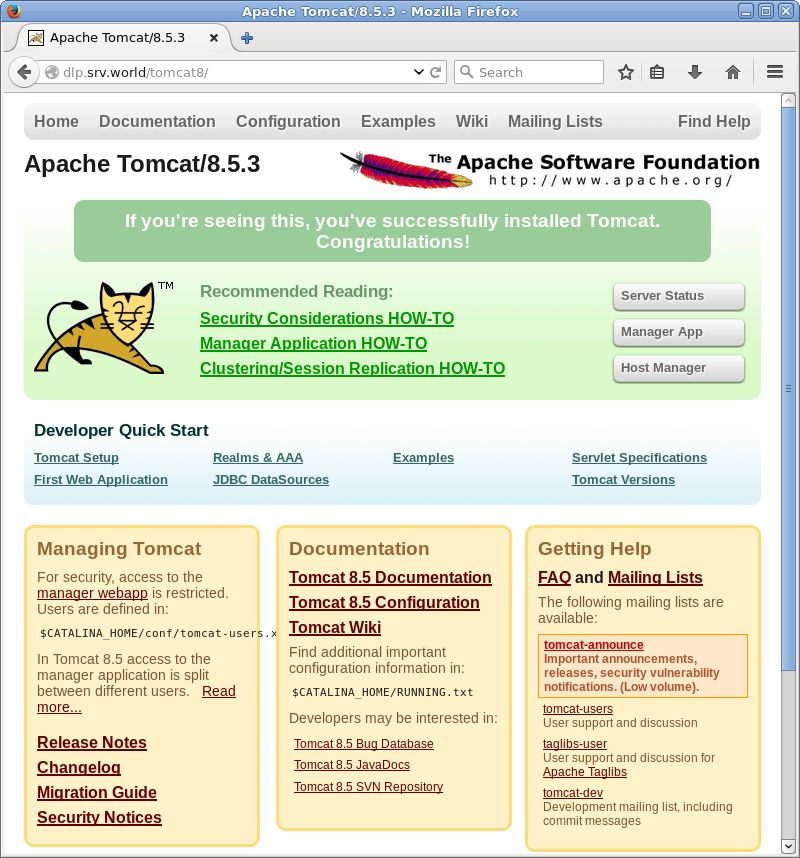 Apache Tomcat/8.5.3 - Mozilla Firefox
Apache Tomcat/8.5.3
dlp.srv.world/tomcat8/
Search
Home Documentation Configuration Examples Wiki Mailing Lists Find Help
Apache Tomcat/8.5.3
The Apache Software Foundation
http://www.apache.org/
If you're seeing this, you've successfully installed Tomcat.
Congratulations!
TM
Recommended Reading:
Security Considerations HOW-TO
Manager Application HOW-TO
Clustering/Session Replication HOW-TO
Server Status
Manager App
Host Manager
Developer Quick Start
Tomcat Setup
First Web Application
Realms & AAA
JDBC DataSources
Examples
Servlet Specifications
Tomcat Versions
Managing Tomcat
For security, access to the
manager webapp is restricted.
Users are defined in:
$CATALINA_HOME/conf/tomcat-users.x
In Tomcat 8.5 access to the
manager application is split
between different users. Read
more...
Release Notes
Changelog
Migration Guide
Security Notices
Documentation
Tomcat 8.5 Documentation
Tomcat 8.5 Configuration
Tomcat Wiki
Find additional important
configuration information in:
$CATALINA_HOME/RUNNING.txt
Developers may be interested in:
Tomcat 8.5 Bug Database
Tomcat 8.5 JavaDocs
Tomcat 8.5 SVN Repository
Getting Help
FAQ and Mailing Lists
The following mailing lists are
available:
tomcat-announce
Important announcements,
releases, security vulnerability
notifications. (Low volume).
tomcat-users
User support and discussion
taglibs-user
User support and discussion for
Apache Taglibs
tomcat-dev
Development mailing list, including
commit messages